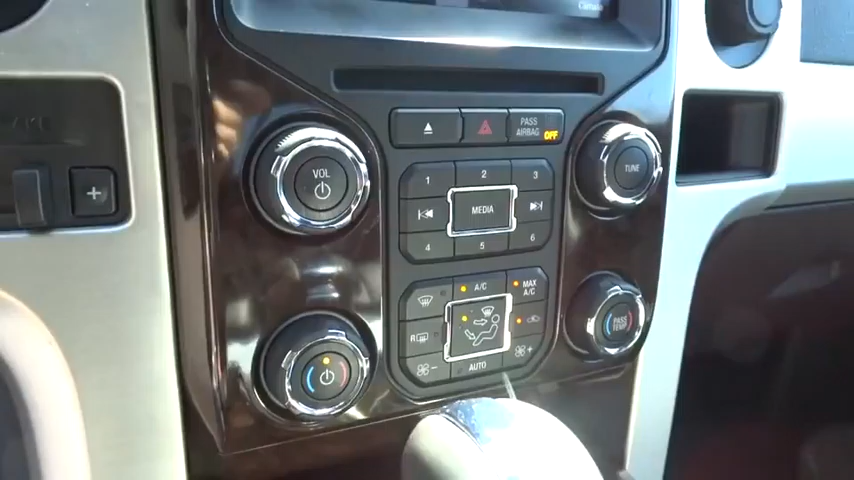 PASS
AIRBAG OFF
VOL
TUNE
1 2 3
MEDIA
4 5 6
A/C
MAX
A/C
R
AUTO
PASS
TEMP